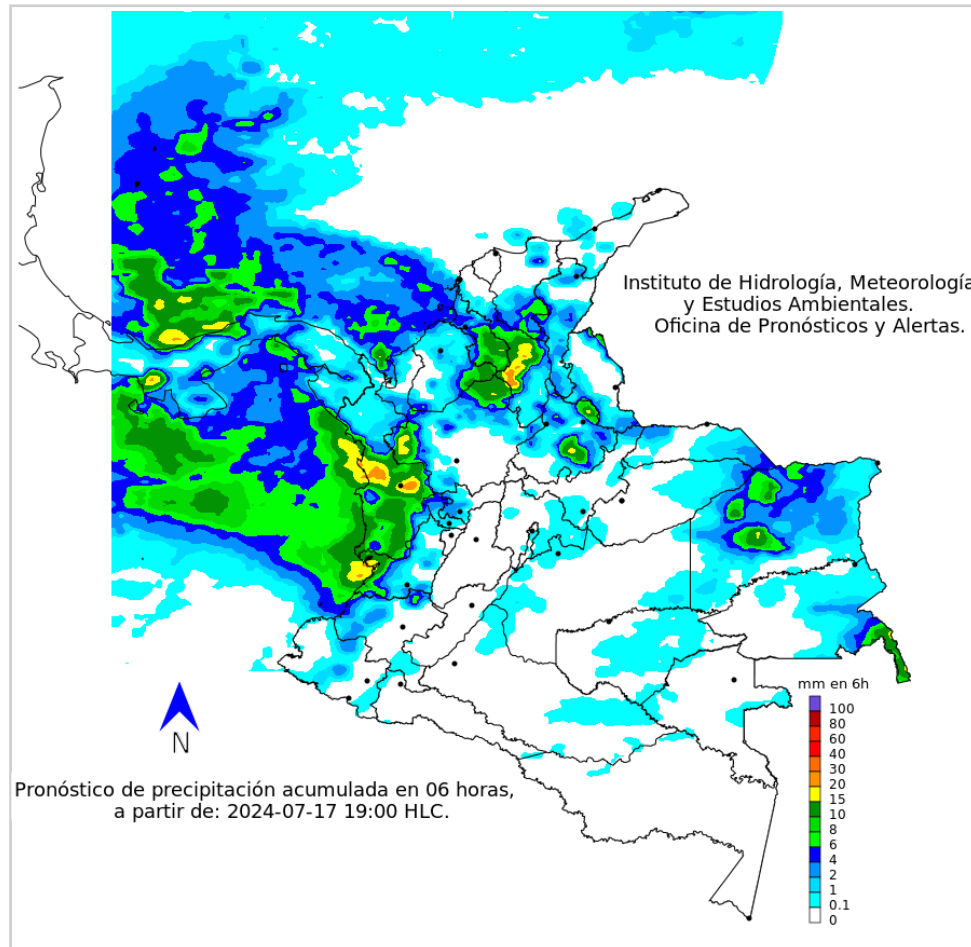 Instituto de Hidrología, Meteorología
y Estudios Ambientales.
Oficina de Pronósticos y Alertas.
mm en 6h
100
80
60
40
30
20
15
10
8
6
4
2
1
0.1
0
N
Pronóstico de precipitación acumulada en 06 horas,
a partir de: 2024-07-17 19:00 HLC.